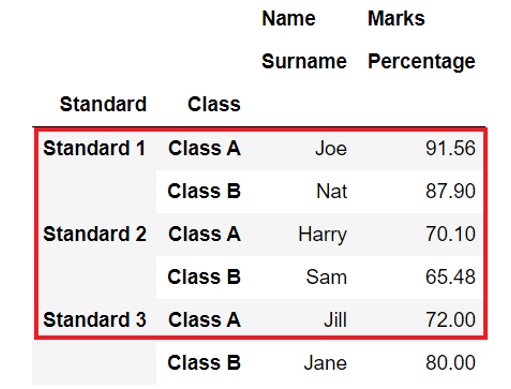 Name Marks
Surname Percentage
Standard Class
Standard 1 Class A Joe 91.56
Class B Nat 87.90
Standard 2 Class A Harry 70.10
Class B Sam 65.48
Standard 3 Class A Jill 72.00
Class B Jane 80.00